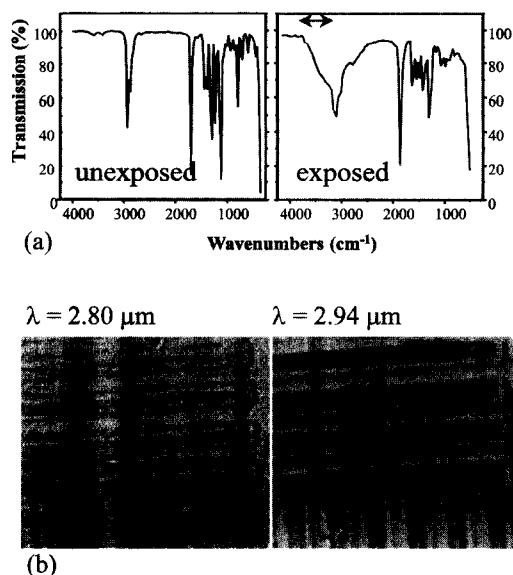 Transmission (%)
100
80
60
40
20
0
unexposed
4000 3000 2000 1000
exposed
4000 3000 2000 1000
100
80
60
40
20
0
(a)
Wavenumbers (cm⁻¹)
λ = 2.80 μm λ = 2.94 μm
(b)